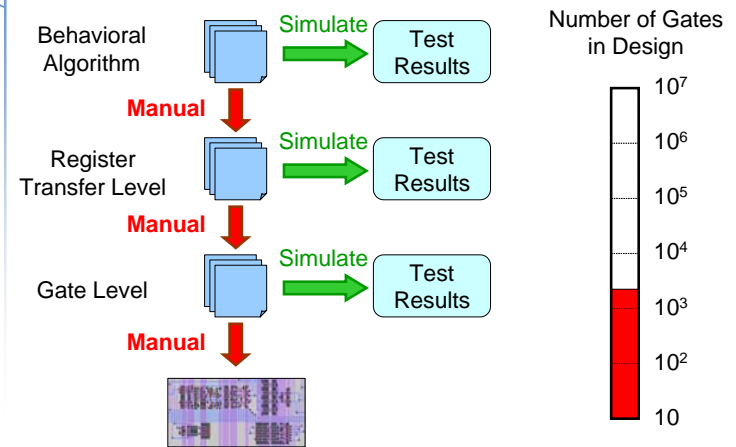 Behavioral
Algorithm
Simulate
Test
Results
Manual
Register
Transfer Level
Simulate
Test
Results
Manual
Gate Level
Simulate
Test
Results
Manual
Number of Gates
in Design
10⁷
10⁶
10⁵
10⁴
10³
10²
10